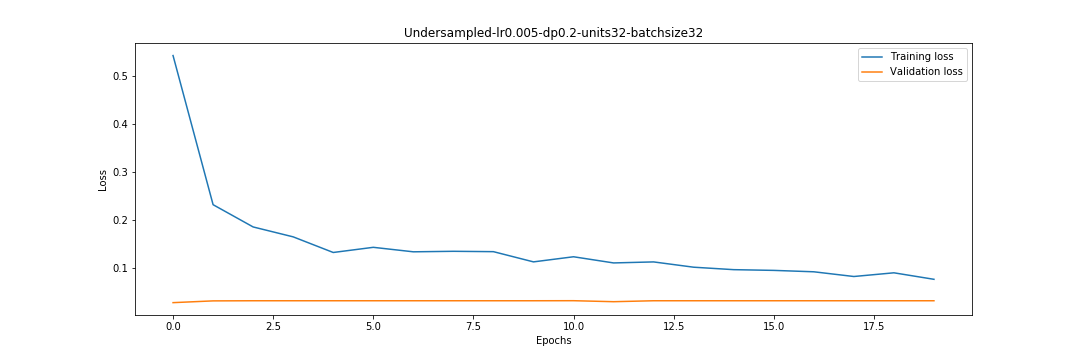 Undersampled-lr0.005-dp0.2-units32-batchsize32
Training loss
Validation loss
0.5
0.4
0.3
0.2
0.1
Loss
0.0
2.5
5.0
7.5
10.0
12.5
15.0
17.5
Epochs